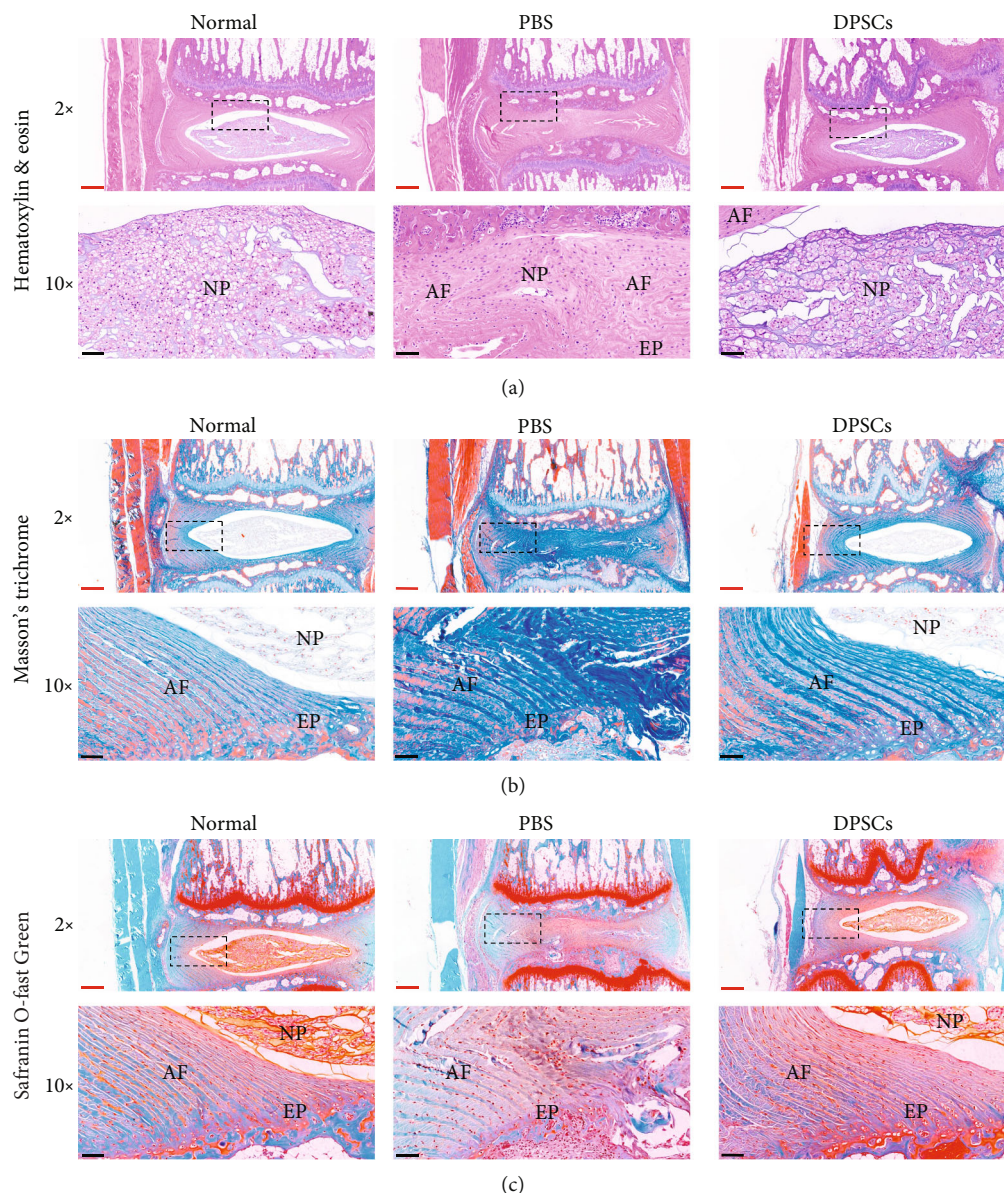 Normal PBS DPSCs
Hematoxylin & eosin
2×
10×
NP
AF NP AF
EP
AF
NP
(a)
Normal PBS DPSCs
Masson's trichrome
2×
10×
NP
AF
EP
AF
EP
NP
AF
EP
(b)
Normal PBS DPSCs
Safranin O-fast Green
2×
10×
NP
AF
EP
AF
EP
NP
AF
EP
(c)